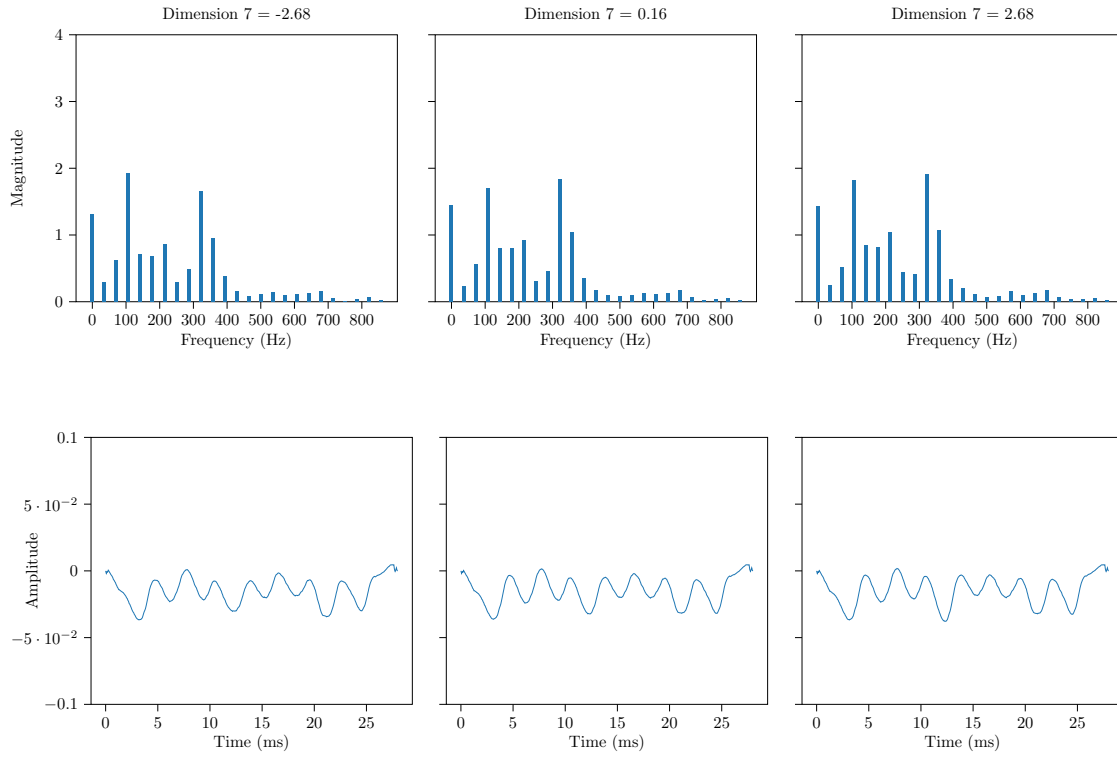 Dimension 7 = -2.68
Dimension 7 = 0.16
Dimension 7 = 2.68
4
3
2
1
0
Magnitude
0 100 200 300 400 500 600 700
0 100 200 300 400 500 600 700 800
0 100 200 300 400 500 600 700 800
Frequency (Hz)
Frequency (Hz)
Frequency (Hz)
0.1
5 · 10⁻²
0
−5 · 10⁻²
−0.1
Amplitude
0 5 10 15 20 25
0 5 10 15 20 25
0 5 10 15 20 25
Time (ms)
Time (ms)
Time (ms)